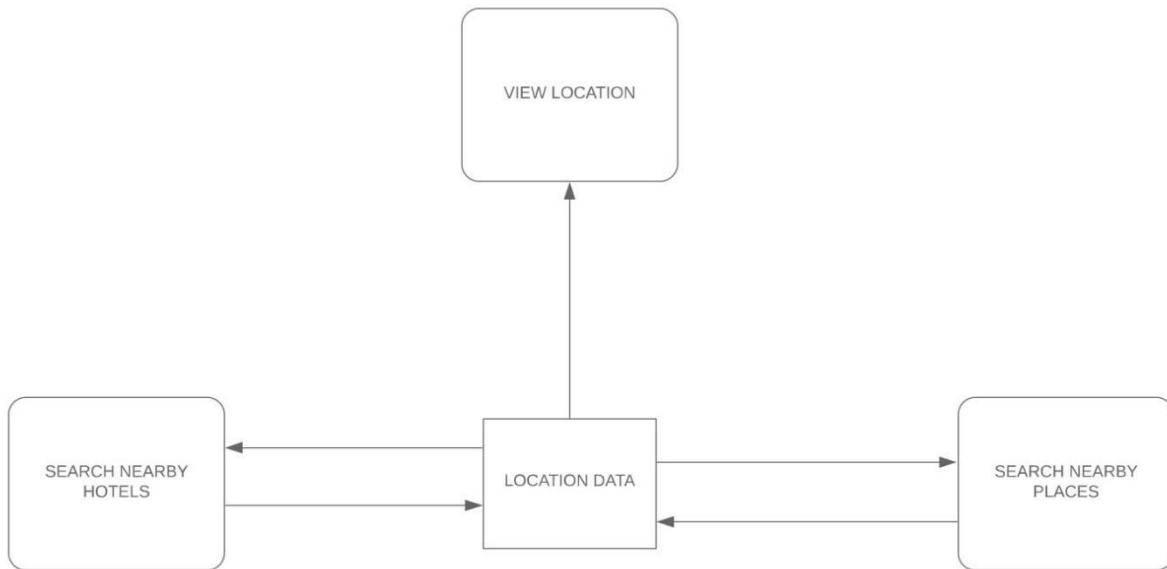 VIEW LOCATION
SEARCH NEARBY
HOTELS
LOCATION DATA
SEARCH NEARBY
PLACES